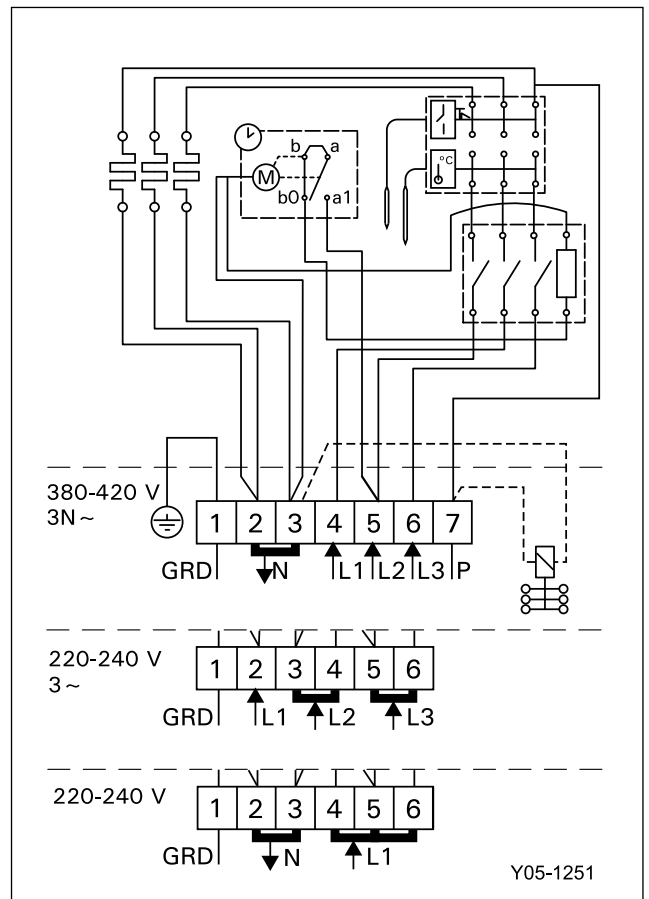 b a
M
b0 a1
°C
380-420 V
3N~
1 2 3 4 5 6 7
GRD N L1 L2 L3 P
220-240 V
3~
1 2 3 4 5 6
GRD L1 L2 L3
220-240 V
1 2 3 4 5 6
GRD N L1
Y05-1251